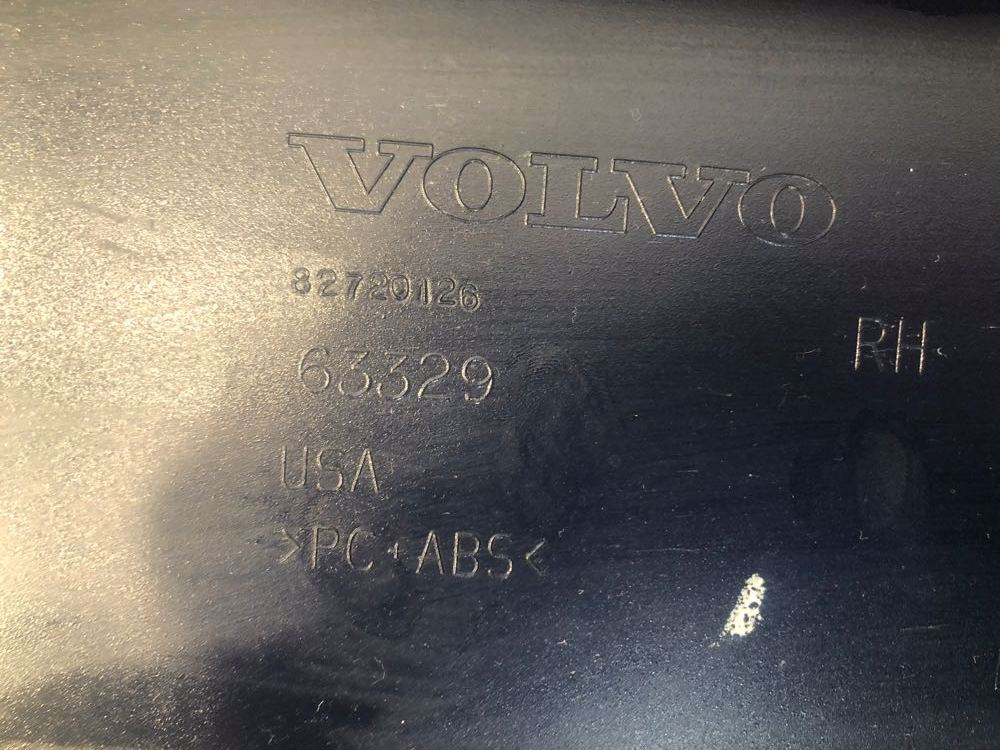 VOLVO
82720126
63329
RH
USA
>PC+ABS<